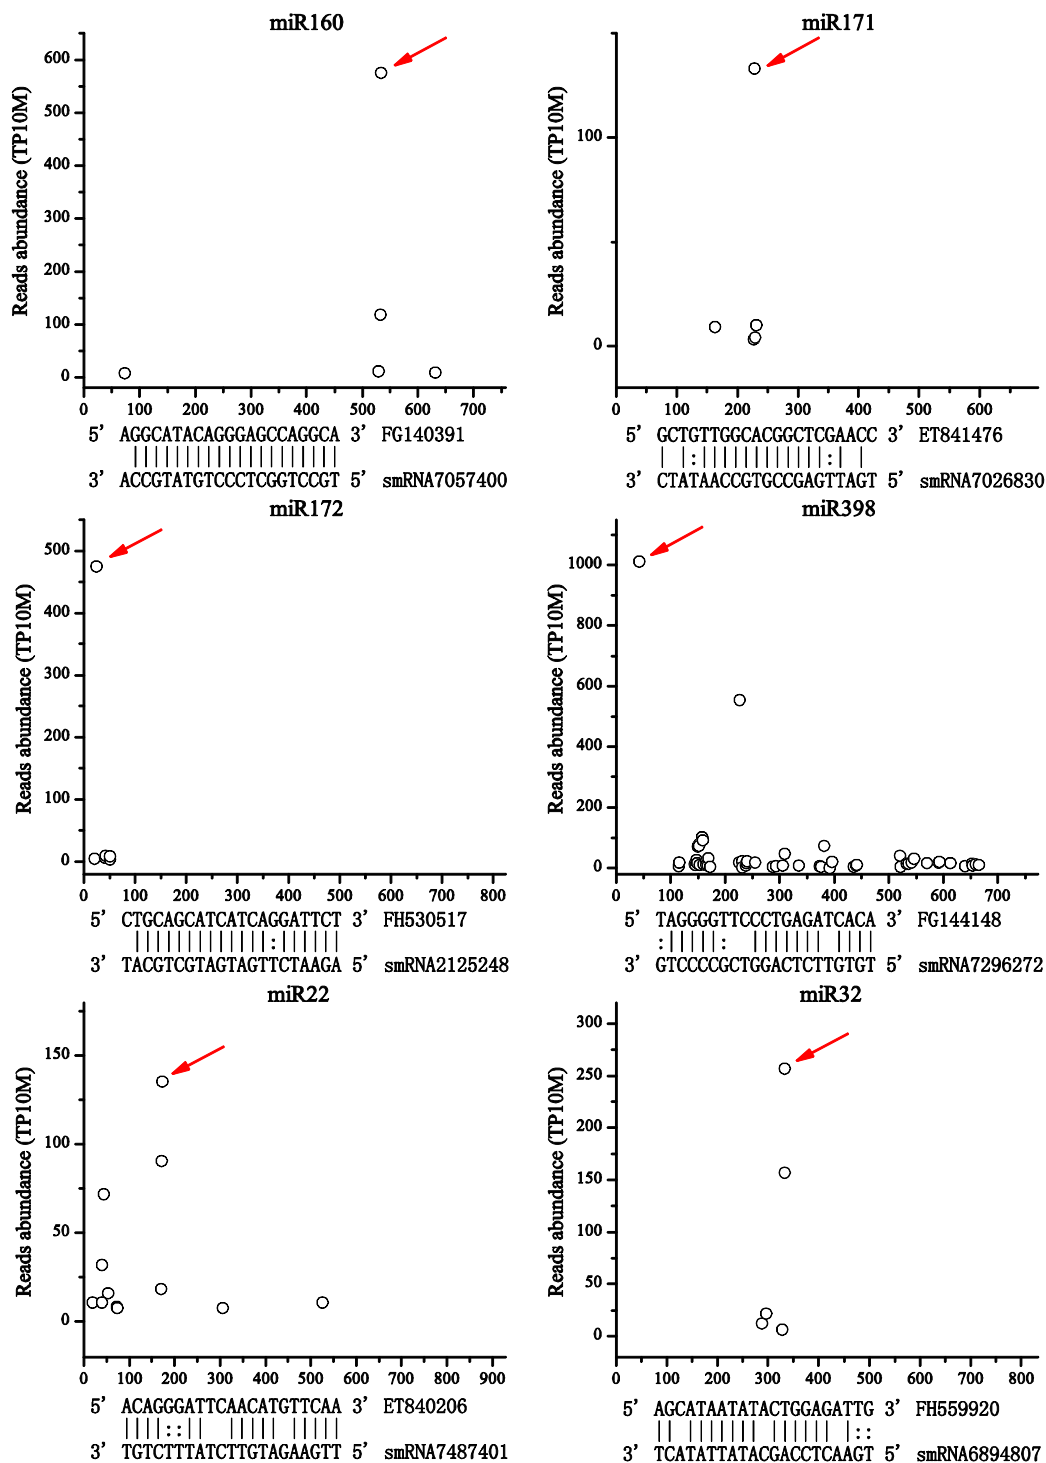 miR160
Reads abundance (TP10M)
600
500
400
300
200
100
0
0 100 200 300 400 500 600 700
5' AGGCATACAGGGAGCCAGGCA 3' FG140391
||||||||||||||||||||
3' ACCGTATGTCCCTCGGTCCGT 5' smRNA7057400
miR171
Reads abundance (TP10M)
100
0
0 100 200 300 400 500 600
5' GCTGTTGGCACGGCTCGAACC 3' ET841476
| |:||||||||||||:| |
3' CTATAACCGTGCCGAGTTAGT 5' smRNA7026830
miR172
Reads abundance (TP10M)
500
400
300
200
100
0
0 100 200 300 400 500 600 700 800
5' CTGCAGCATCATCAGGATTCT 3' FH530517
|||||||||||||:||||||
3' TACGTCGTAGTAGTTCTAAGA 5' smRNA2125248
miR398
Reads abundance (TP10M)
1000
800
600
400
200
0
0 100 200 300 400 500 600 700
5' TAGGGGTTCCCTGAGATCACA 3' FG144148
:|||||: ||||||| ||||
3' GTCCCCGCTGGACTCTTGTGT 5' smRNA7296272
miR22
Reads abundance (TP10M)
150
100
50
0
0 100 200 300 400 500 600 700 800 900
5' ACAGGGATTCAACATGTTCAA 3' ET840206
||||::|| ||||| |||||
3' TGTCTTTATCTTGTAGAAGTT 5' smRNA7487401
miR32
Reads abundance (TP10M)
300
250
200
150
100
50
0
0 100 200 300 400 500 600 700 800
5' AGCATAATATACTGGAGATTG 3' FH559920
|| ||||||| ||||||| |::
3' TCATATTATACGACCTCAAGT 5' smRNA6894807